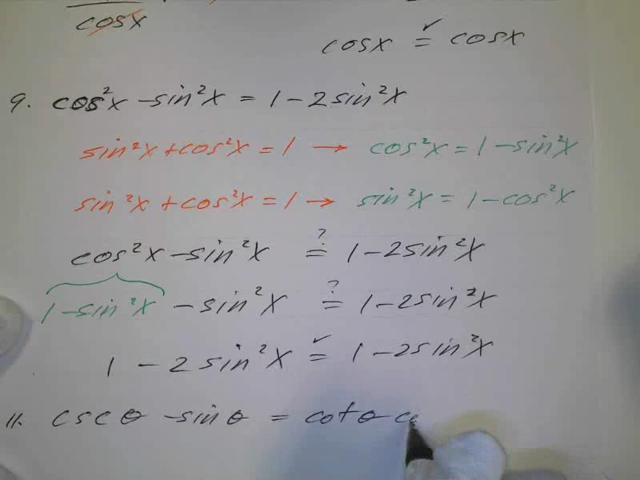 cosx
cosx = cosx
9. cos²x - sin²x = 1 - 2sin²x
sin²x + cos²x = 1 → cos²x = 1 - sin²x
sin²x + cos²x = 1 → sin²x = 1 - cos²x
cos²x - sin²x ≟ 1 - 2sin²x
1 - sin²x - sin²x ≟ 1 - 2sin²x
1 - 2sin²x = 1 - 2sin²x
11. cscθ - sinθ = cotθ